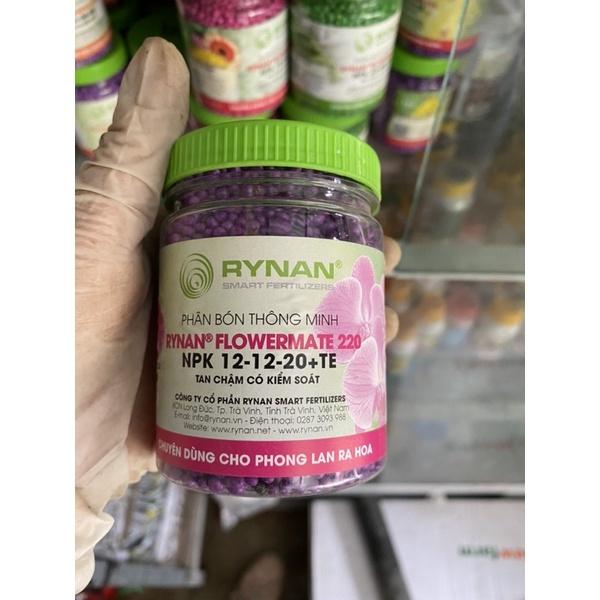 RYNAN®
SMART FERTILIZERS
PHÂN BÓN THÔNG MINH
RYNAN® FLOWERMATE 220
NPK 12-12-20+TE
TAN CHẬM CÓ KIỂM SOÁT
CÔNG TY CỔ PHẦN RYNAN SMART FERTILIZERS
KCN Long Đức, Tp. Trà Vinh, Tỉnh Trà Vinh, Việt Nam
E-mail: info@rynan.vn - Điện thoại: 0287 3093 988
Website: www.rynan.net - www.rynan.vn
CHUYÊN DÙNG CHO PHONG LAN RA HOA
RYNAN